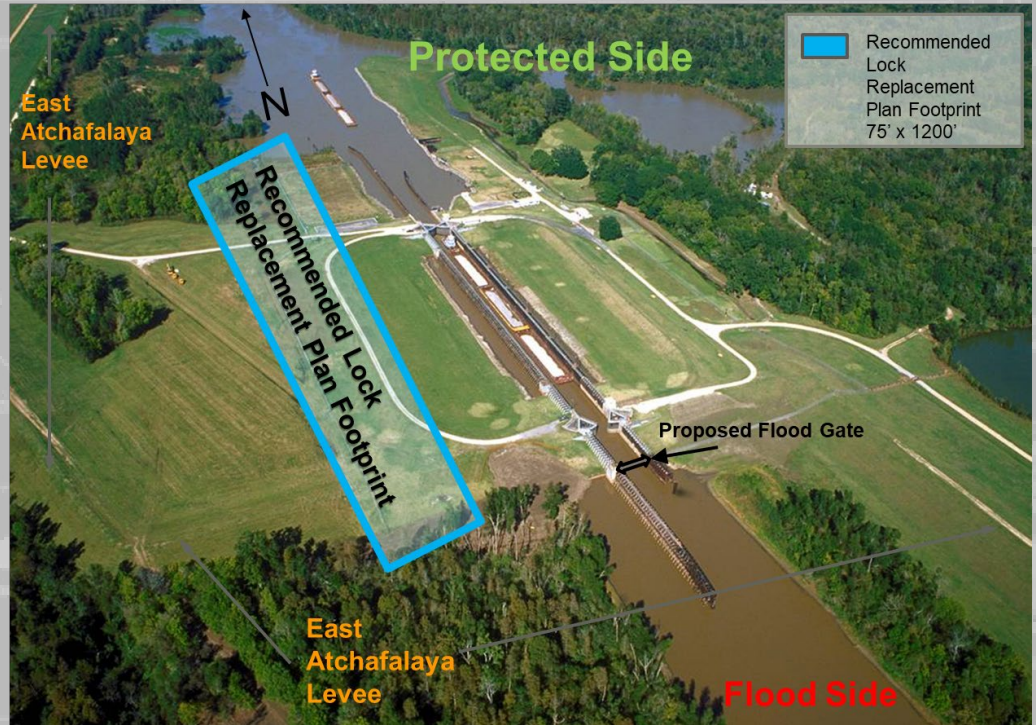 Protected Side
Recommended
Lock
Replacement
Plan Footprint
75’ x 1200’
East
Atchafalaya
Levee
N
Recommended Lock
Replacement Plan Footprint
Proposed Flood Gate
East
Atchafalaya
Levee
Flood Side